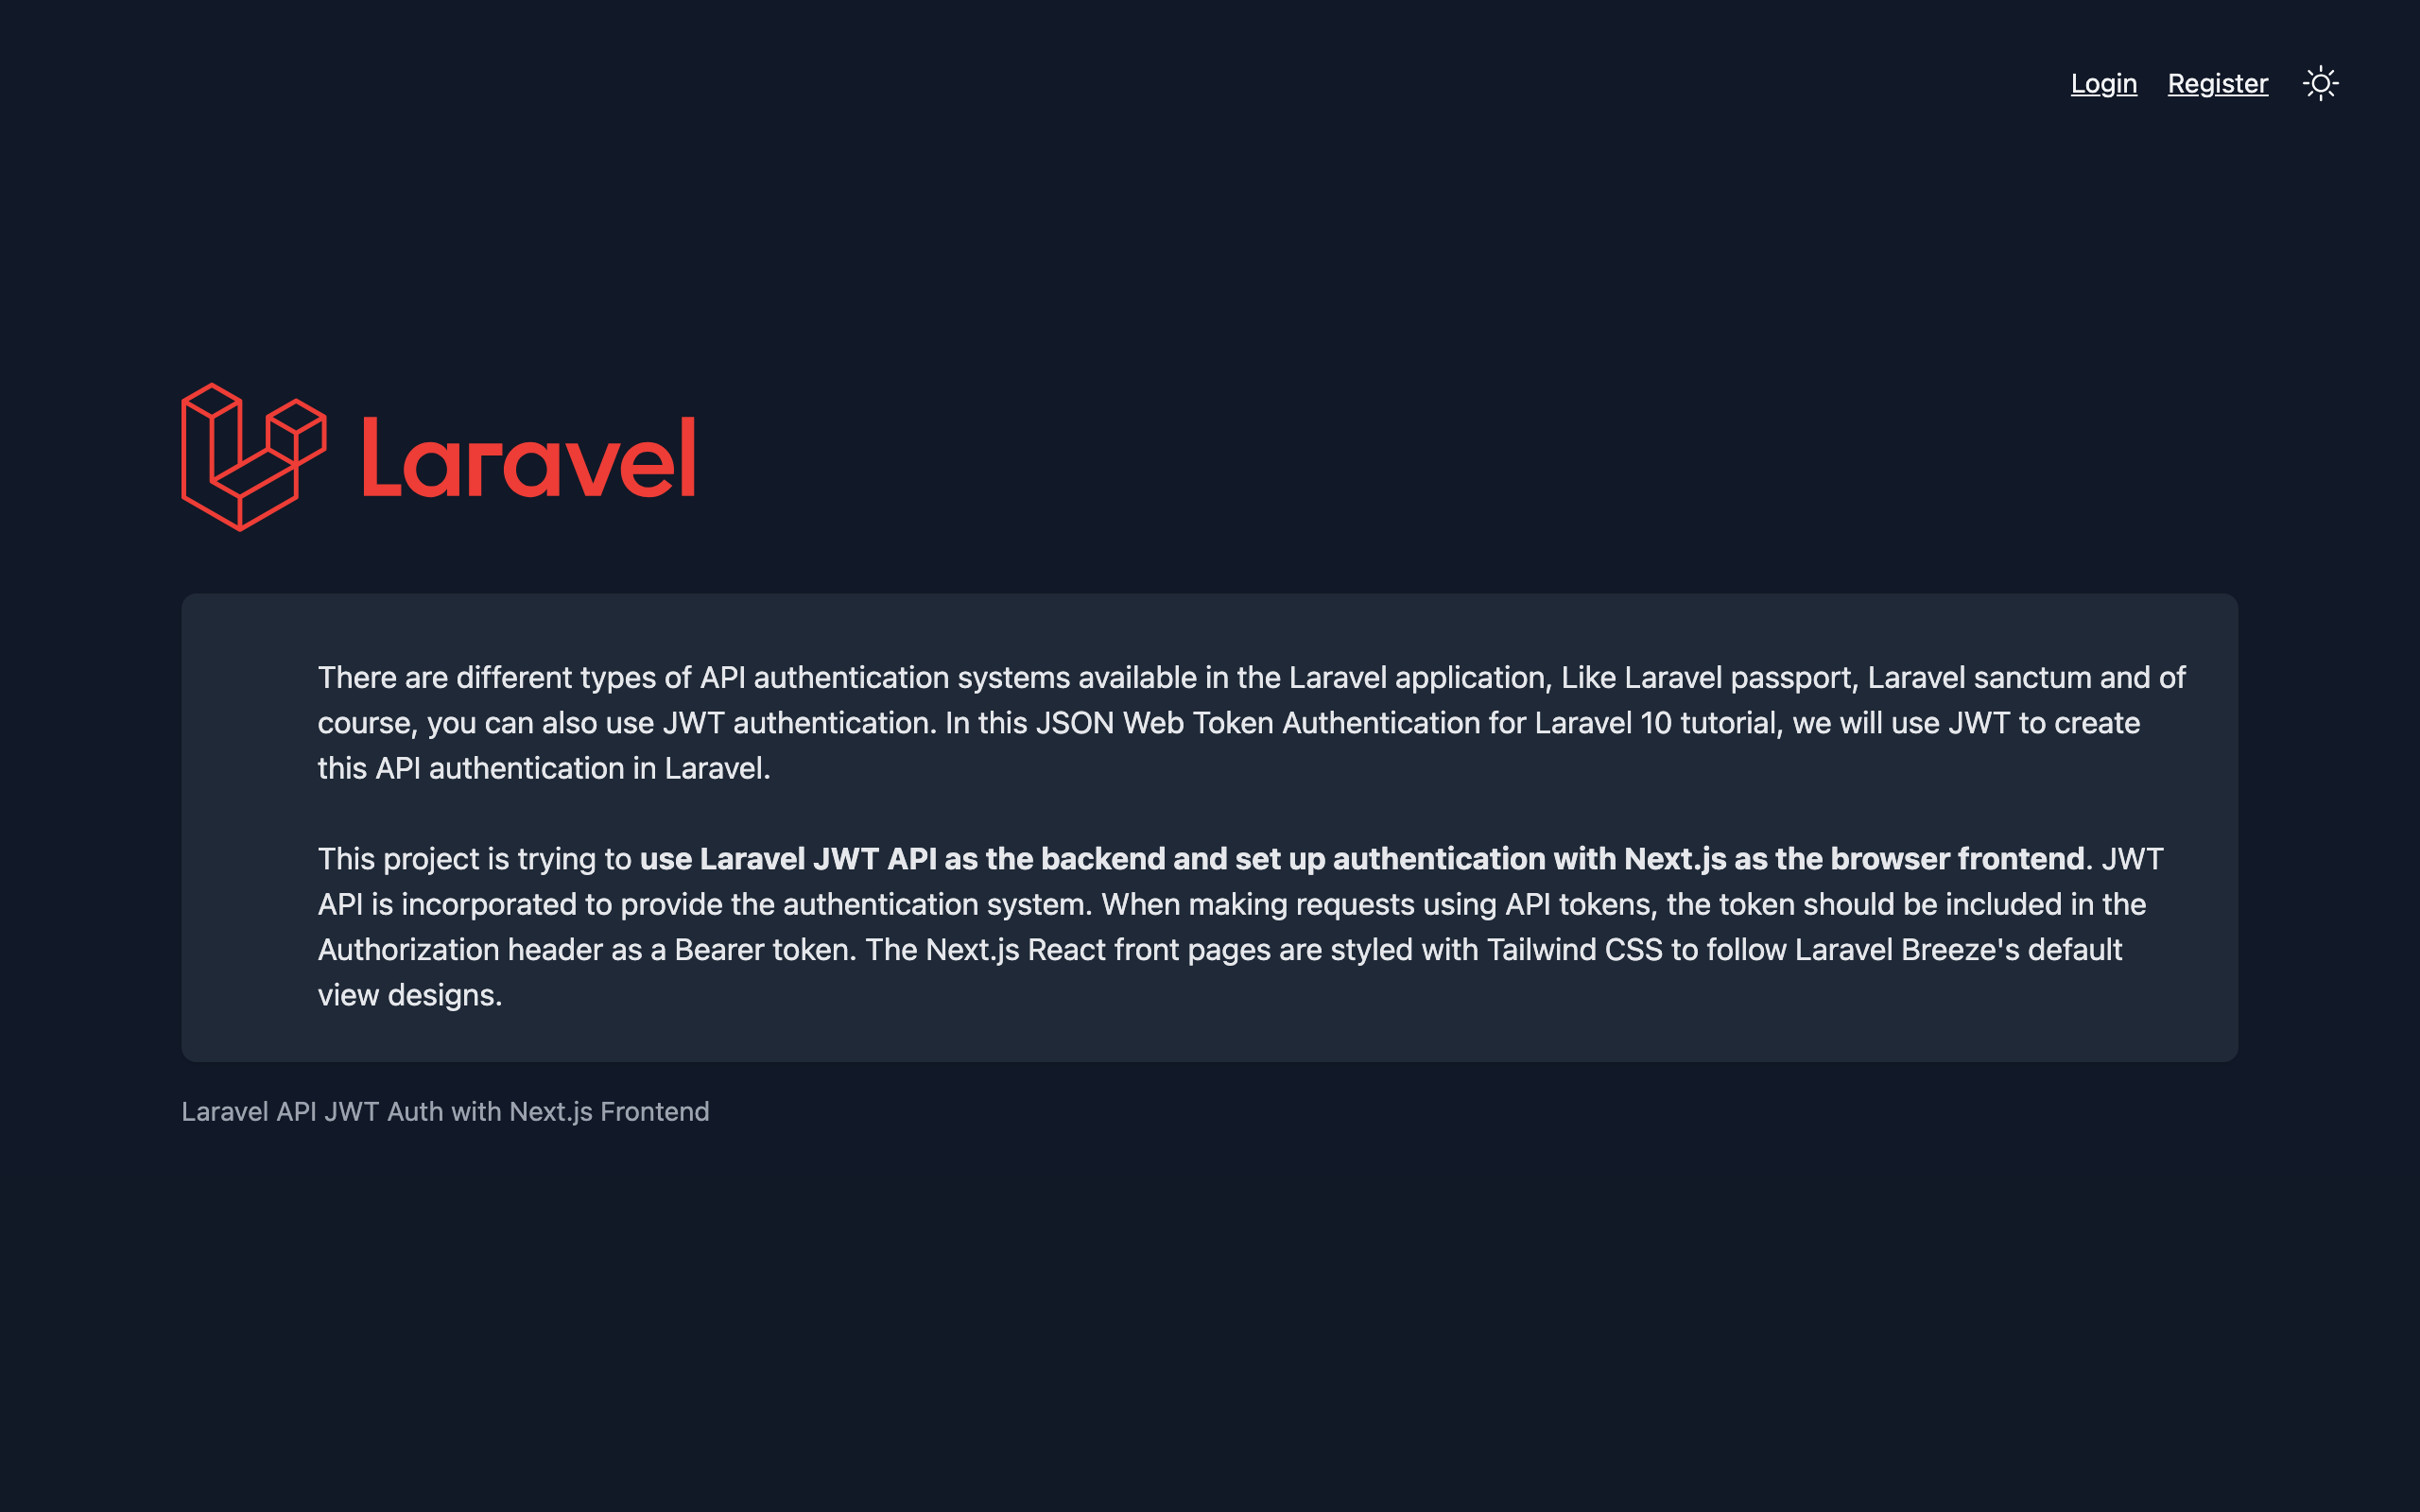 Login Register
Laravel
There are different types of API authentication systems available in the Laravel application, Like Laravel passport, Laravel sanctum and of
course, you can also use JWT authentication. In this JSON Web Token Authentication for Laravel 10 tutorial, we will use JWT to create
this API authentication in Laravel.
This project is trying to use Laravel JWT API as the backend and set up authentication with Next.js as the browser frontend. JWT
API is incorporated to provide the authentication system. When making requests using API tokens, the token should be included in the
Authorization header as a Bearer token. The Next.js React front pages are styled with Tailwind CSS to follow Laravel Breeze's default
view designs.
Laravel API JWT Auth with Next.js Frontend